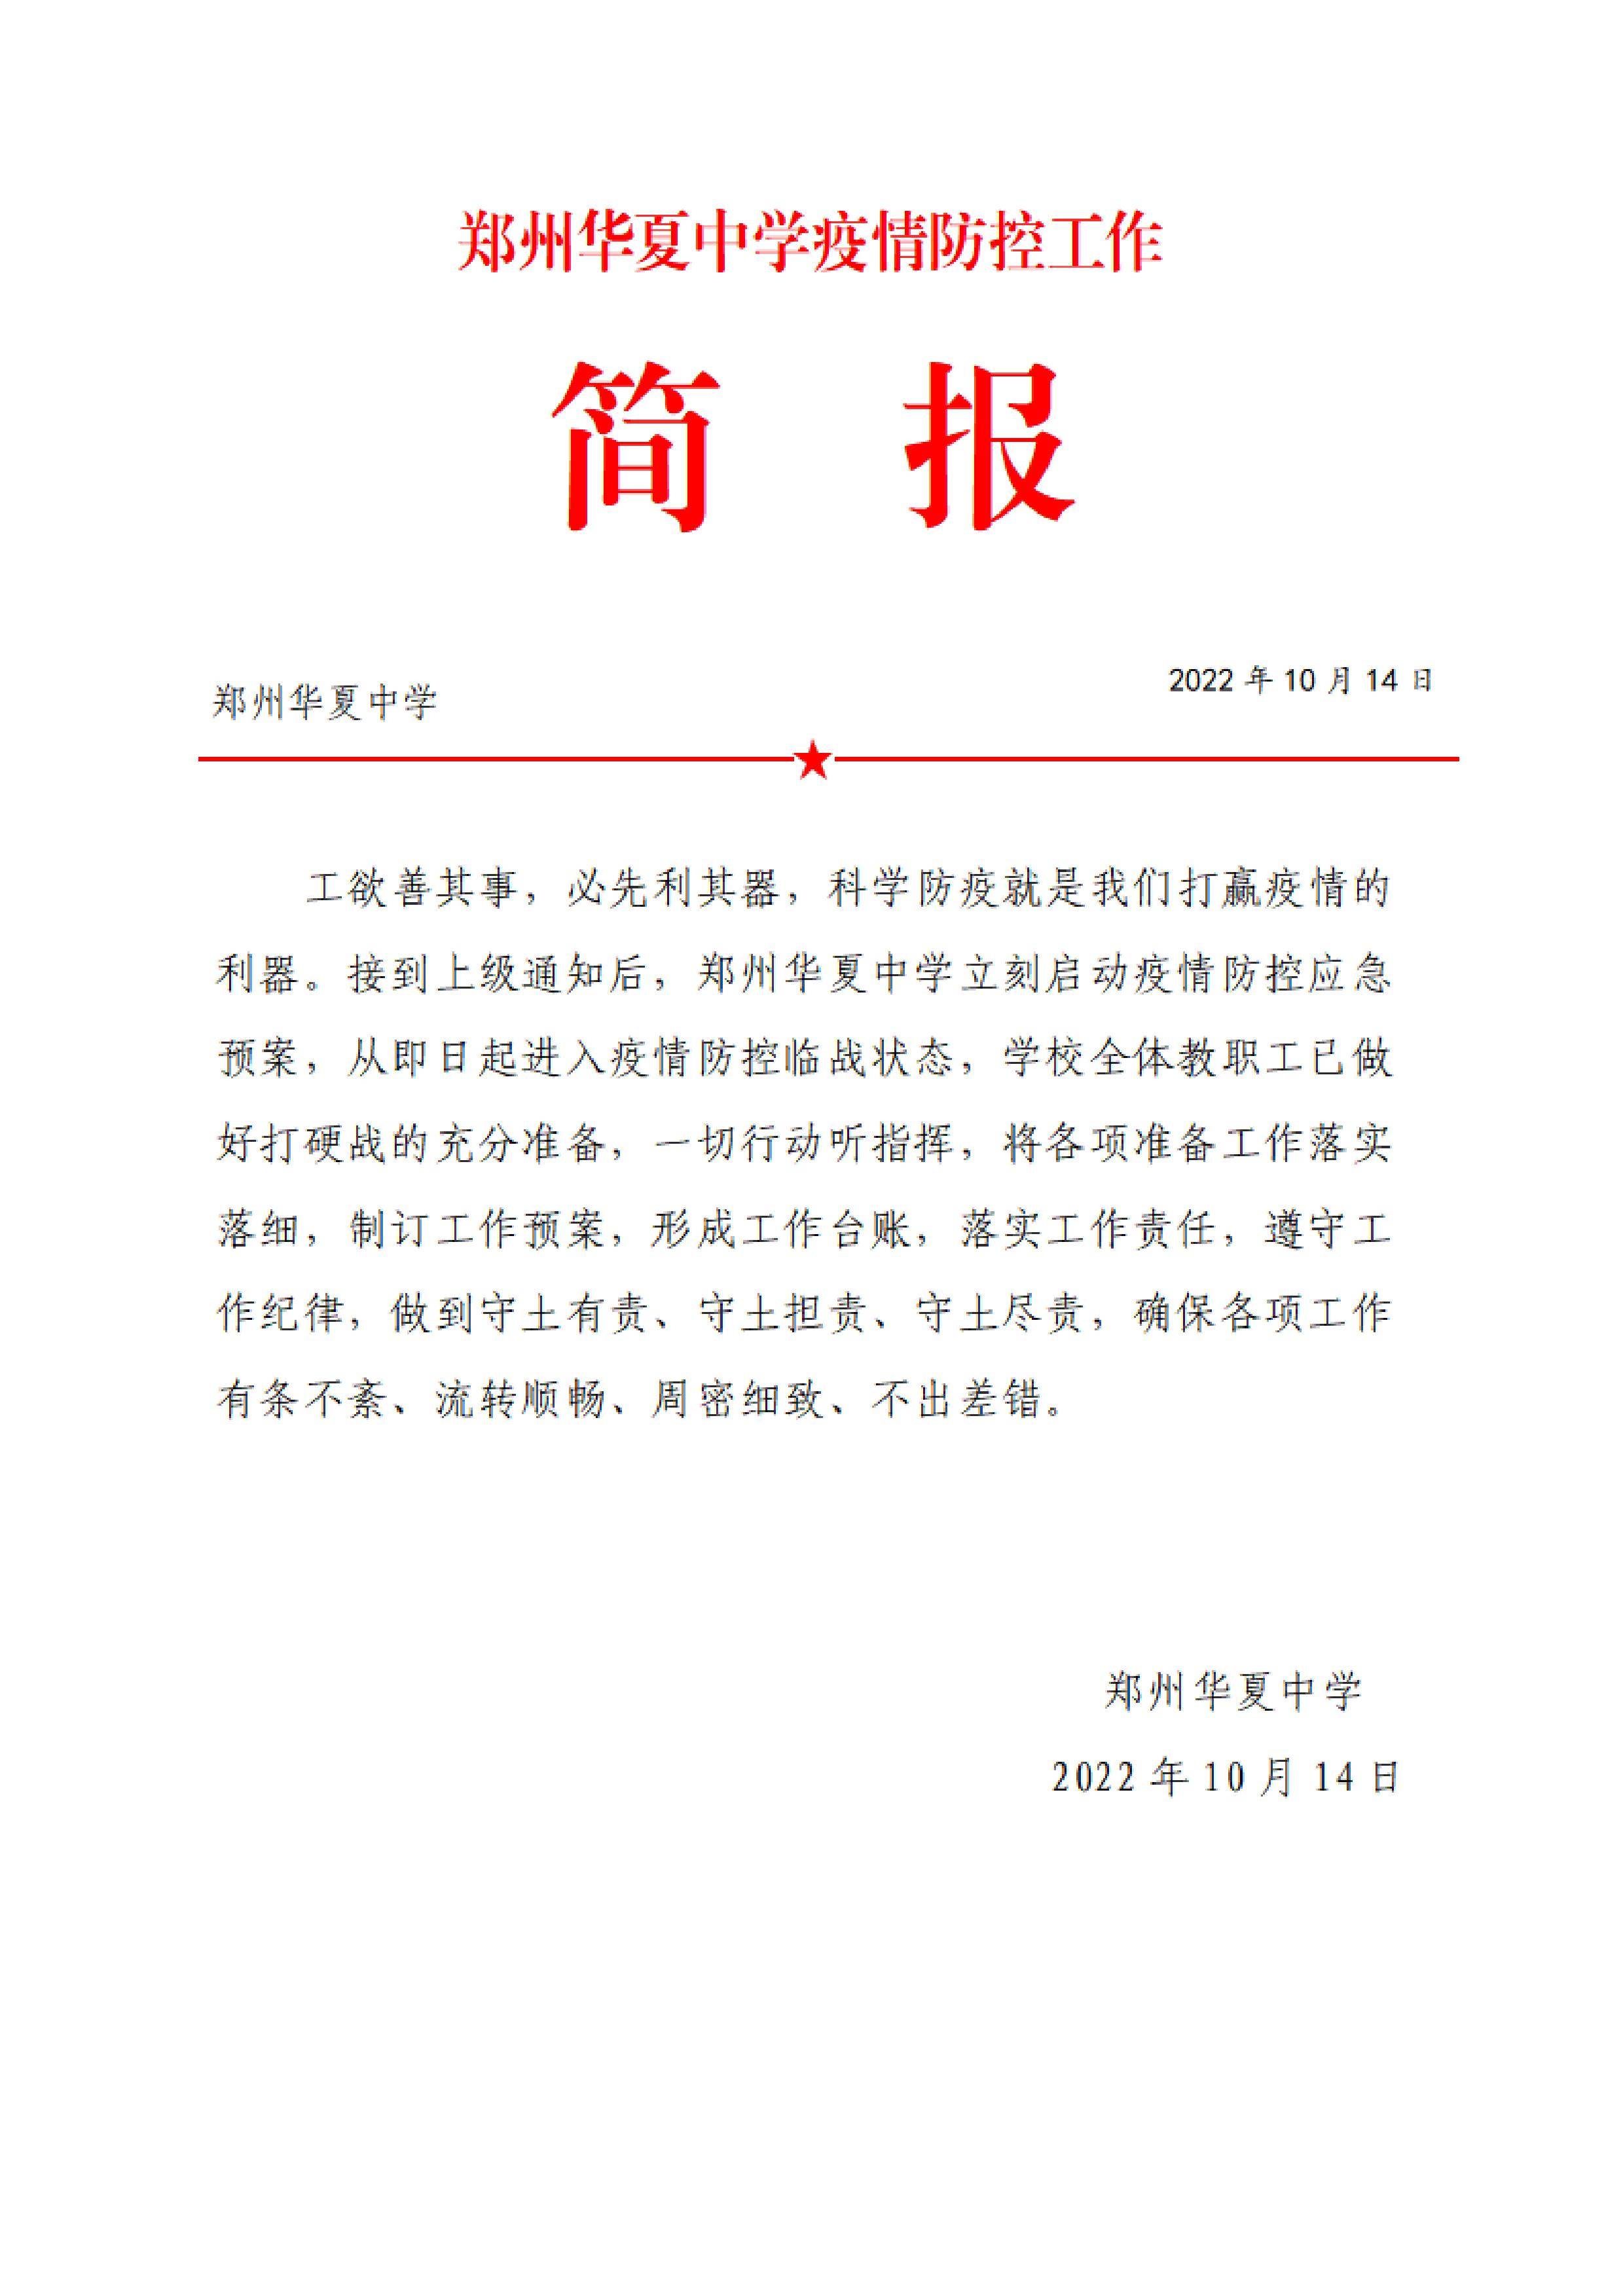 郑州华夏中学疫情防控工作
简 报
郑州华夏中学 2022 年 10 月 14 日
工欲善其事，必先利其器，科学防疫就是我们打赢疫情的
利器。接到上级通知后，郑州华夏中学立刻启动疫情防控应急
预案，从即日起进入疫情防控临战状态，学校全体教职工已做
好打硬战的充分准备，一切行动听指挥，将各项准备工作落实
落细，制订工作预案，形成工作台账，落实工作责任，遵守工
作纪律，做到守土有责、守土担责、守土尽责，确保各项工作
有条不紊、流转顺畅、周密细致、不出差错。
郑州华夏中学
2022 年 10 月 14 日